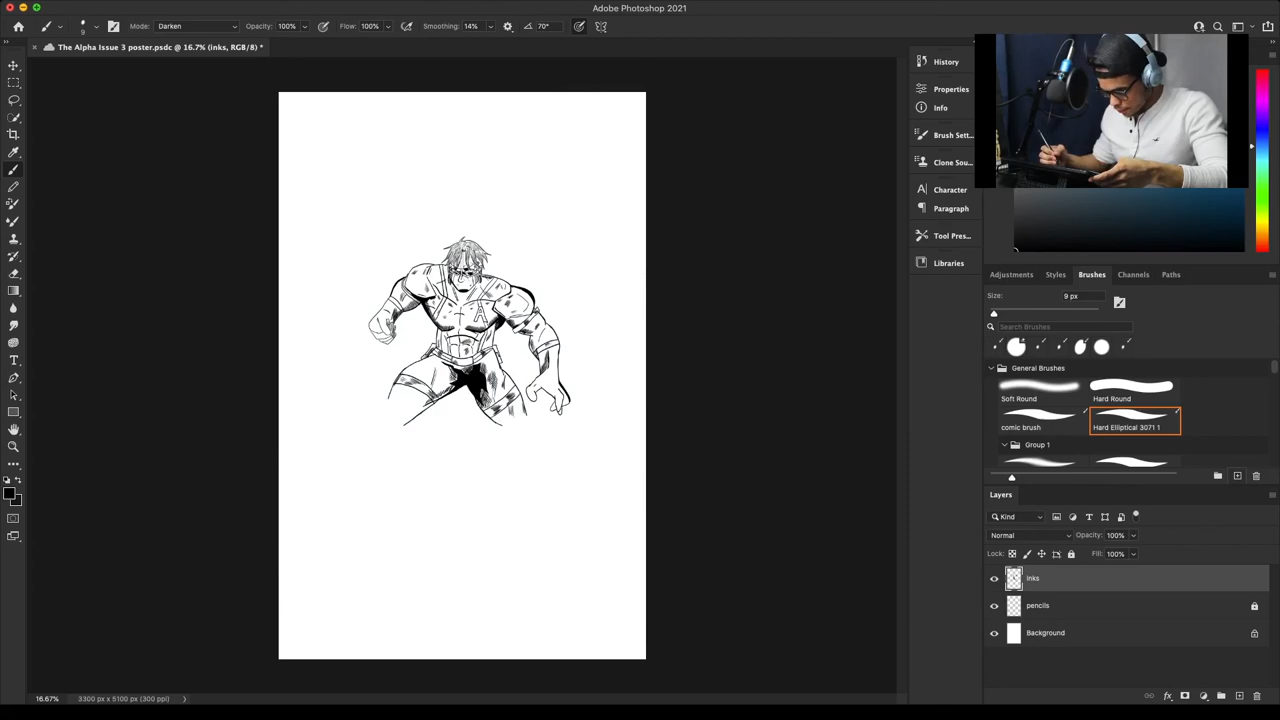 Adobe Photoshop 2021
9
Mode: Darken
Opacity: 100%
Flow: 100%
Smoothing: 14%
70°
The Alpha Issue 3 poster.psdc @ 16.7% (inks, RGB/8) *
History
Properties
Info
Brush Sett...
Clone Sou...
Character
Paragraph
Tool Pres...
Libraries
Adjustments Styles Brushes Channels Paths
Size: 9 px
Search Brushes
General Brushes
Soft Round
Hard Round
comic brush
Hard Elliptical 3071 1
Group 1
Layers
Kind
Normal
Opacity: 100%
Lock:
Fill: 100%
inks
pencils
Background
A
16.67%
3300 px x 5100 px (300 ppi)